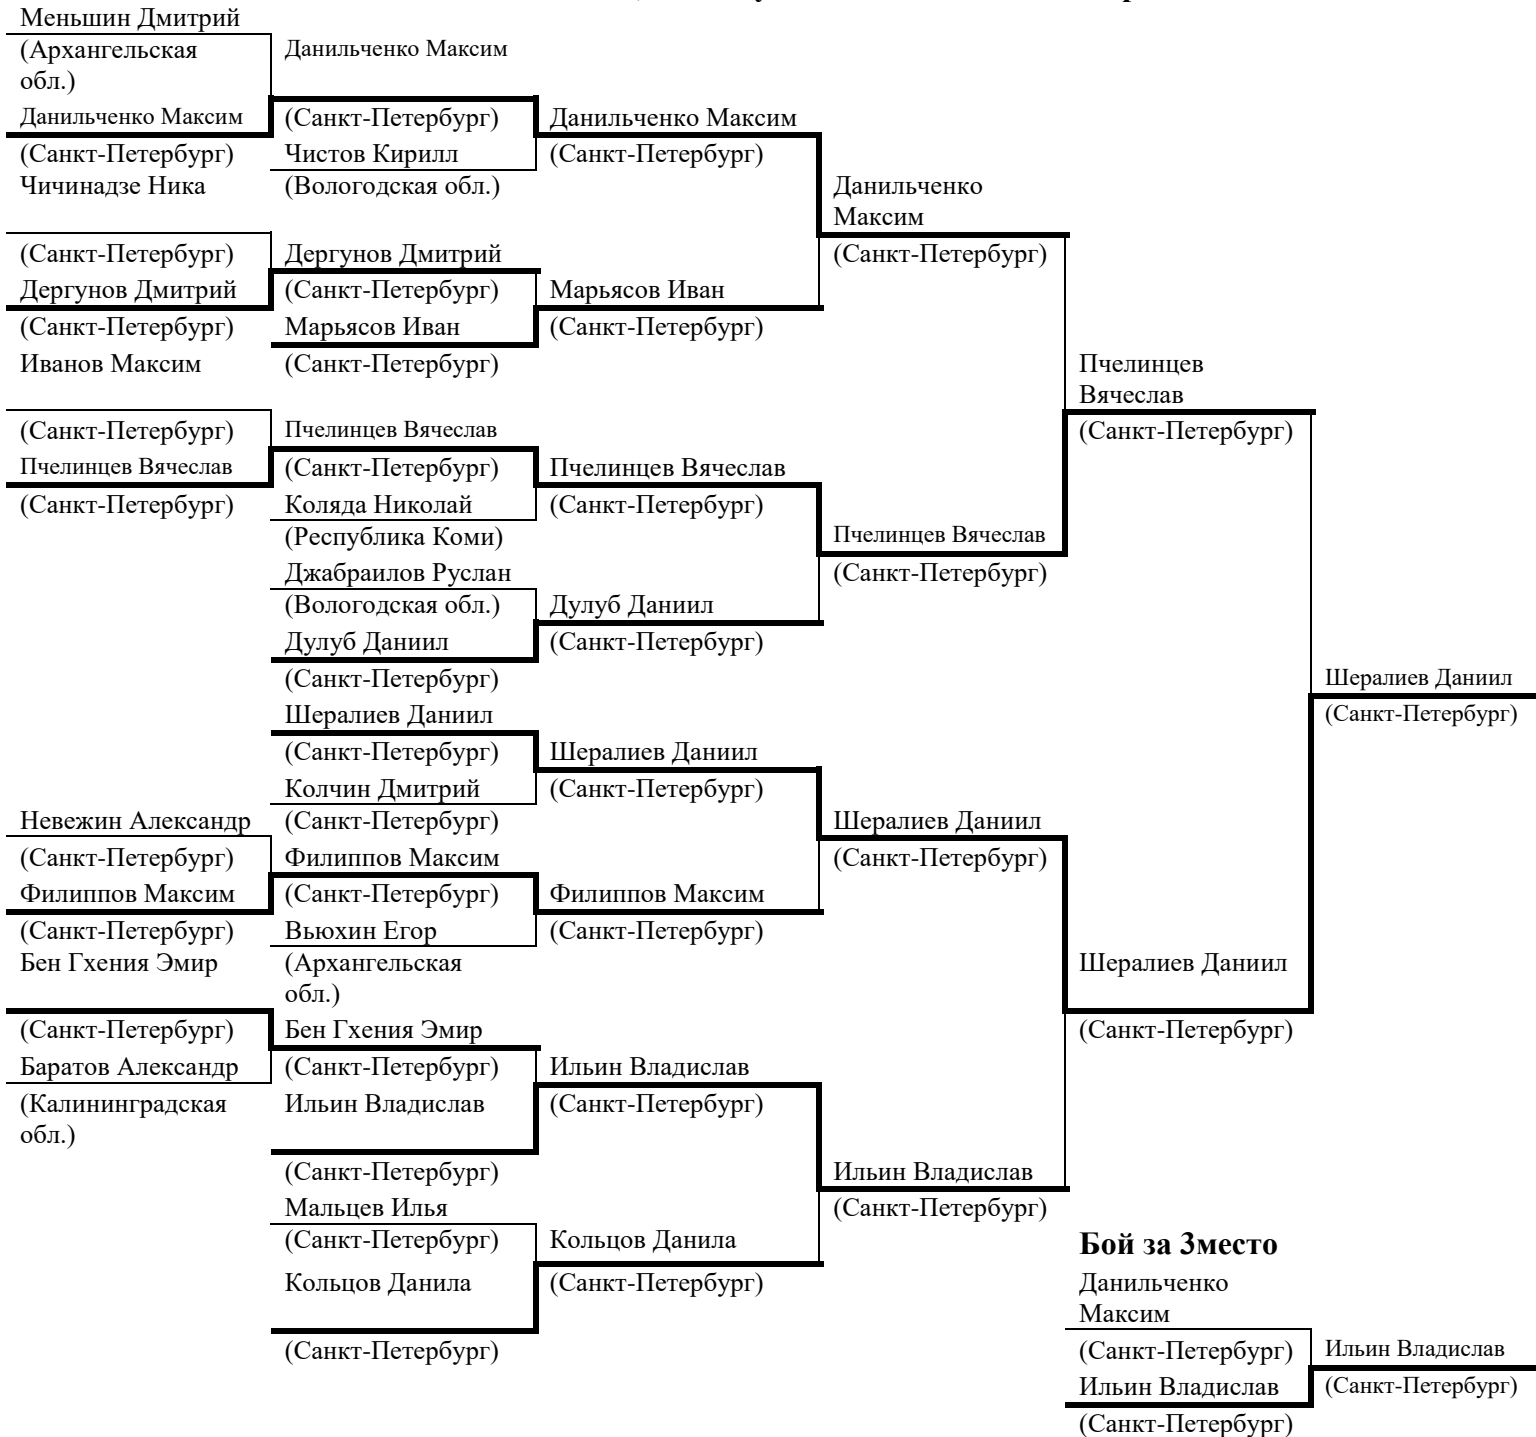 Меньшин Дмитрий
(Архангельская
обл.)
Данильченко Максим
(Санкт-Петербург)
Чичинадзе Ника
(Санкт-Петербург)
Дергунов Дмитрий
(Санкт-Петербург)
Иванов Максим
(Санкт-Петербург)
Пчелинцев Вячеслав
(Санкт-Петербург)
Невежин Александр
(Санкт-Петербург)
Филиппов Максим
(Санкт-Петербург)
Бен Гхения Эмир
(Санкт-Петербург)
Баратов Александр
(Калининградская
обл.)
Данильченко Максим
(Санкт-Петербург)
Чистов Кирилл
(Вологодская обл.)
Дергунов Дмитрий
(Санкт-Петербург)
Марьясов Иван
(Санкт-Петербург)
Пчелинцев Вячеслав
(Санкт-Петербург)
Коляда Николай
(Республика Коми)
Джабраилов Руслан
(Вологодская обл.)
Дулуб Даниил
(Санкт-Петербург)
Шералиев Даниил
(Санкт-Петербург)
Колчин Дмитрий
(Санкт-Петербург)
Филиппов Максим
(Санкт-Петербург)
Вьюхин Егор
(Архангельская
обл.)
Бен Гхения Эмир
(Санкт-Петербург)
Ильин Владислав
(Санкт-Петербург)
Мальцев Илья
(Санкт-Петербург)
Кольцов Данила
(Санкт-Петербург)
Данильченко Максим
(Санкт-Петербург)
Марьясов Иван
(Санкт-Петербург)
Пчелинцев Вячеслав
(Санкт-Петербург)
Дулуб Даниил
(Санкт-Петербург)
Шералиев Даниил
(Санкт-Петербург)
Филиппов Максим
(Санкт-Петербург)
Ильин Владислав
(Санкт-Петербург)
Кольцов Данила
(Санкт-Петербург)
Данильченко
Максим
(Санкт-Петербург)
Пчелинцев Вячеслав
(Санкт-Петербург)
Шералиев Даниил
(Санкт-Петербург)
Ильин Владислав
(Санкт-Петербург)
Пчелинцев
Вячеслав
(Санкт-Петербург)
Шералиев Даниил
(Санкт-Петербург)
Шералиев Даниил
(Санкт-Петербург)
Бой за 3место
Данильченко
Максим
(Санкт-Петербург)
Ильин Владислав
(Санкт-Петербург)
Ильин Владислав
(Санкт-Петербург)